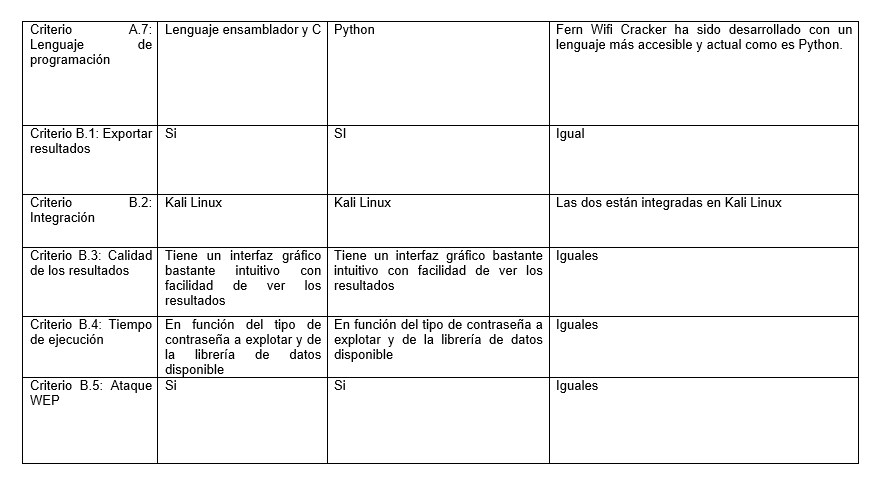 Criterio A.7: Lenguaje de programación
Lenguaje ensamblador y C
Python
Fern Wifi Cracker ha sido desarrollado con un
lenguaje más accesible y actual como es Python.
Criterio B.1: Exportar
resultados
Si
SI
Igual
Criterio B.2:
Integración
Kali Linux
Kali Linux
Las dos están integradas en Kali Linux
Criterio B.3: Calidad
de los resultados
Tiene un interfaz gráfico
bastante intuitivo con
facilidad de ver los
resultados
Tiene un interfaz gráfico bastante
intuitivo con facilidad de ver los
resultados
Iguales
Criterio B.4: Tiempo
de ejecución
En función del tipo de
contraseña a explotar y de
la librería de datos
disponible
En función del tipo de contraseña a
explotar y de la librería de datos
disponible
Iguales
Criterio B.5: Ataque
WEP
Si
Si
Iguales